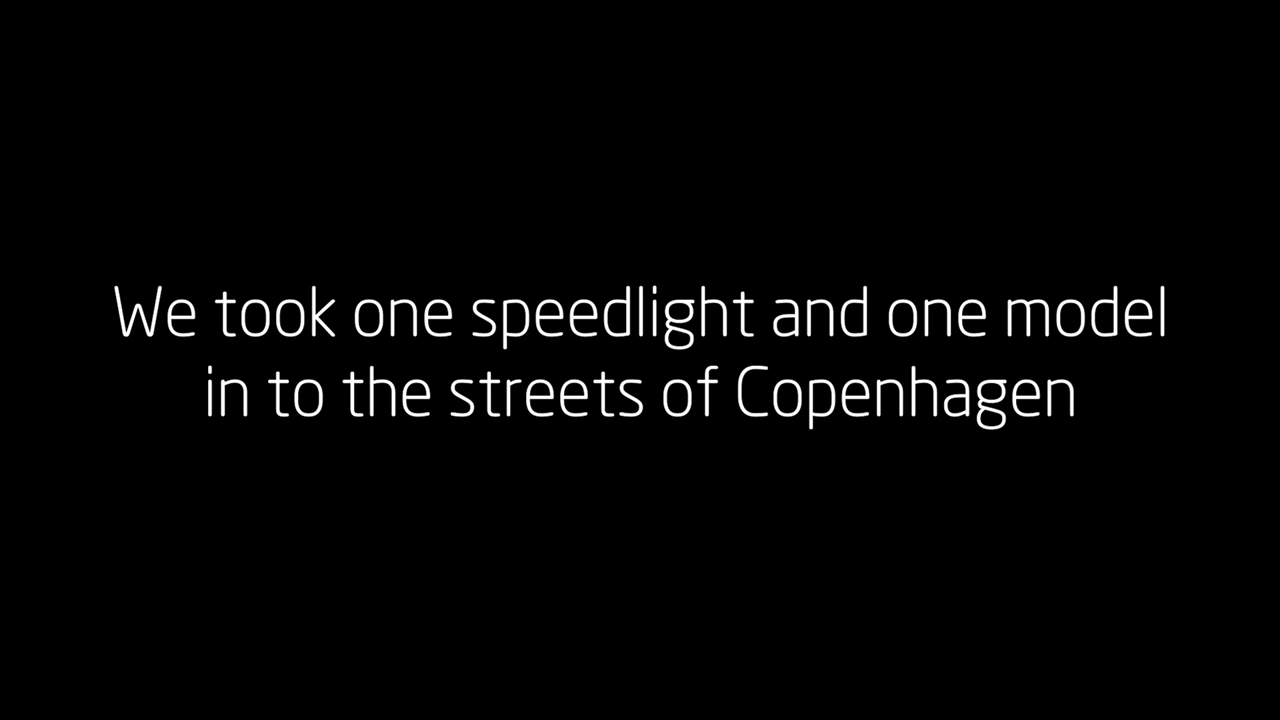 We took one speedlight and one model
in to the streets of Copenhagen